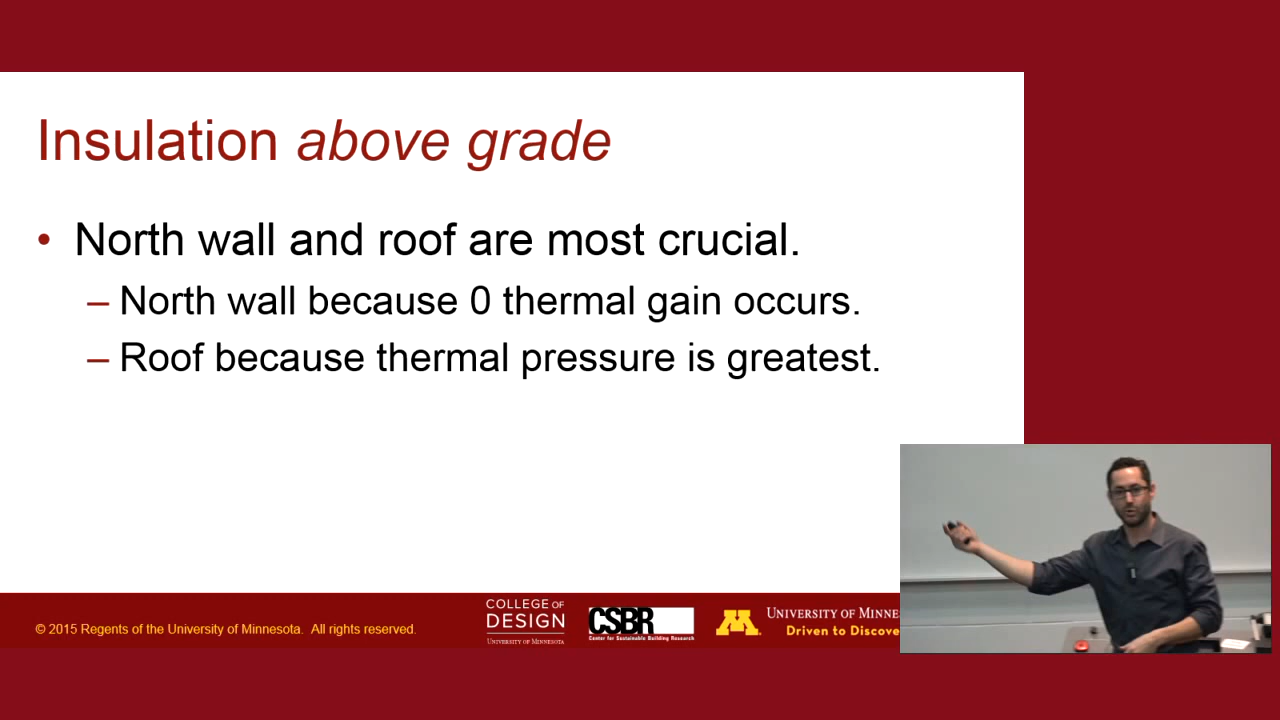 Insulation above grade
• North wall and roof are most crucial.
– North wall because 0 thermal gain occurs.
– Roof because thermal pressure is greatest.
© 2015 Regents of the University of Minnesota. All rights reserved.
COLLEGE OF
DESIGN
UNIVERSITY OF MINNESOTA
CSBR
Center for Sustainable Building Research
M
UNIVERSITY OF MINNE
Driven to Discove